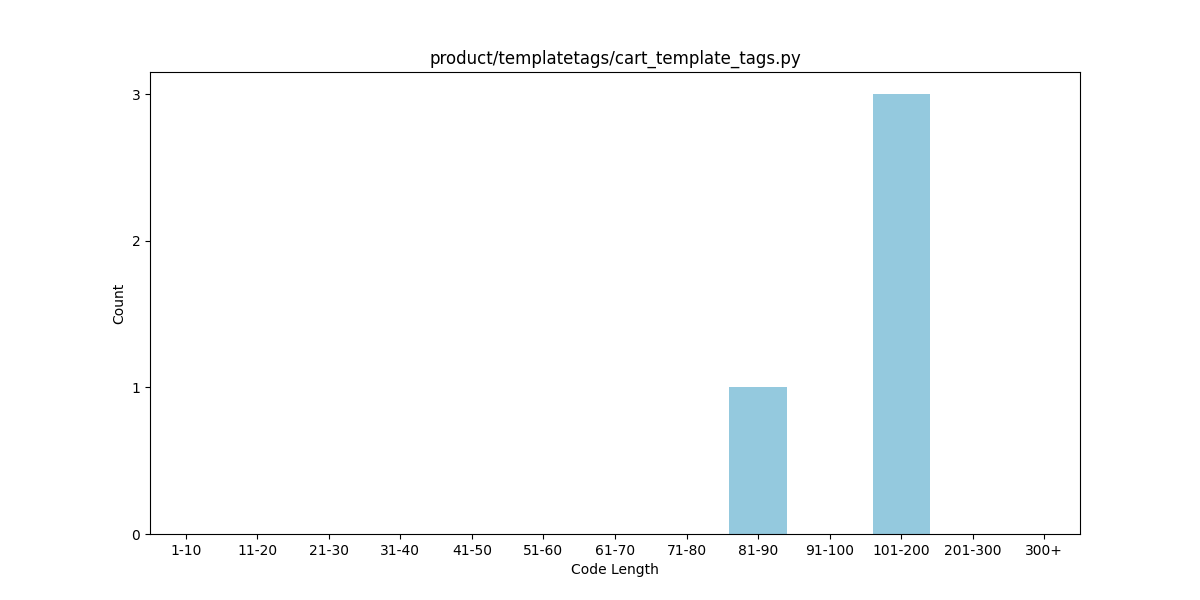 product/templatetags/cart_template_tags.py
3
2
1
0
Count
1-10 11-20 21-30 31-40 41-50 51-60 61-70 71-80 81-90 91-100 101-200 201-300 300+
Code Length